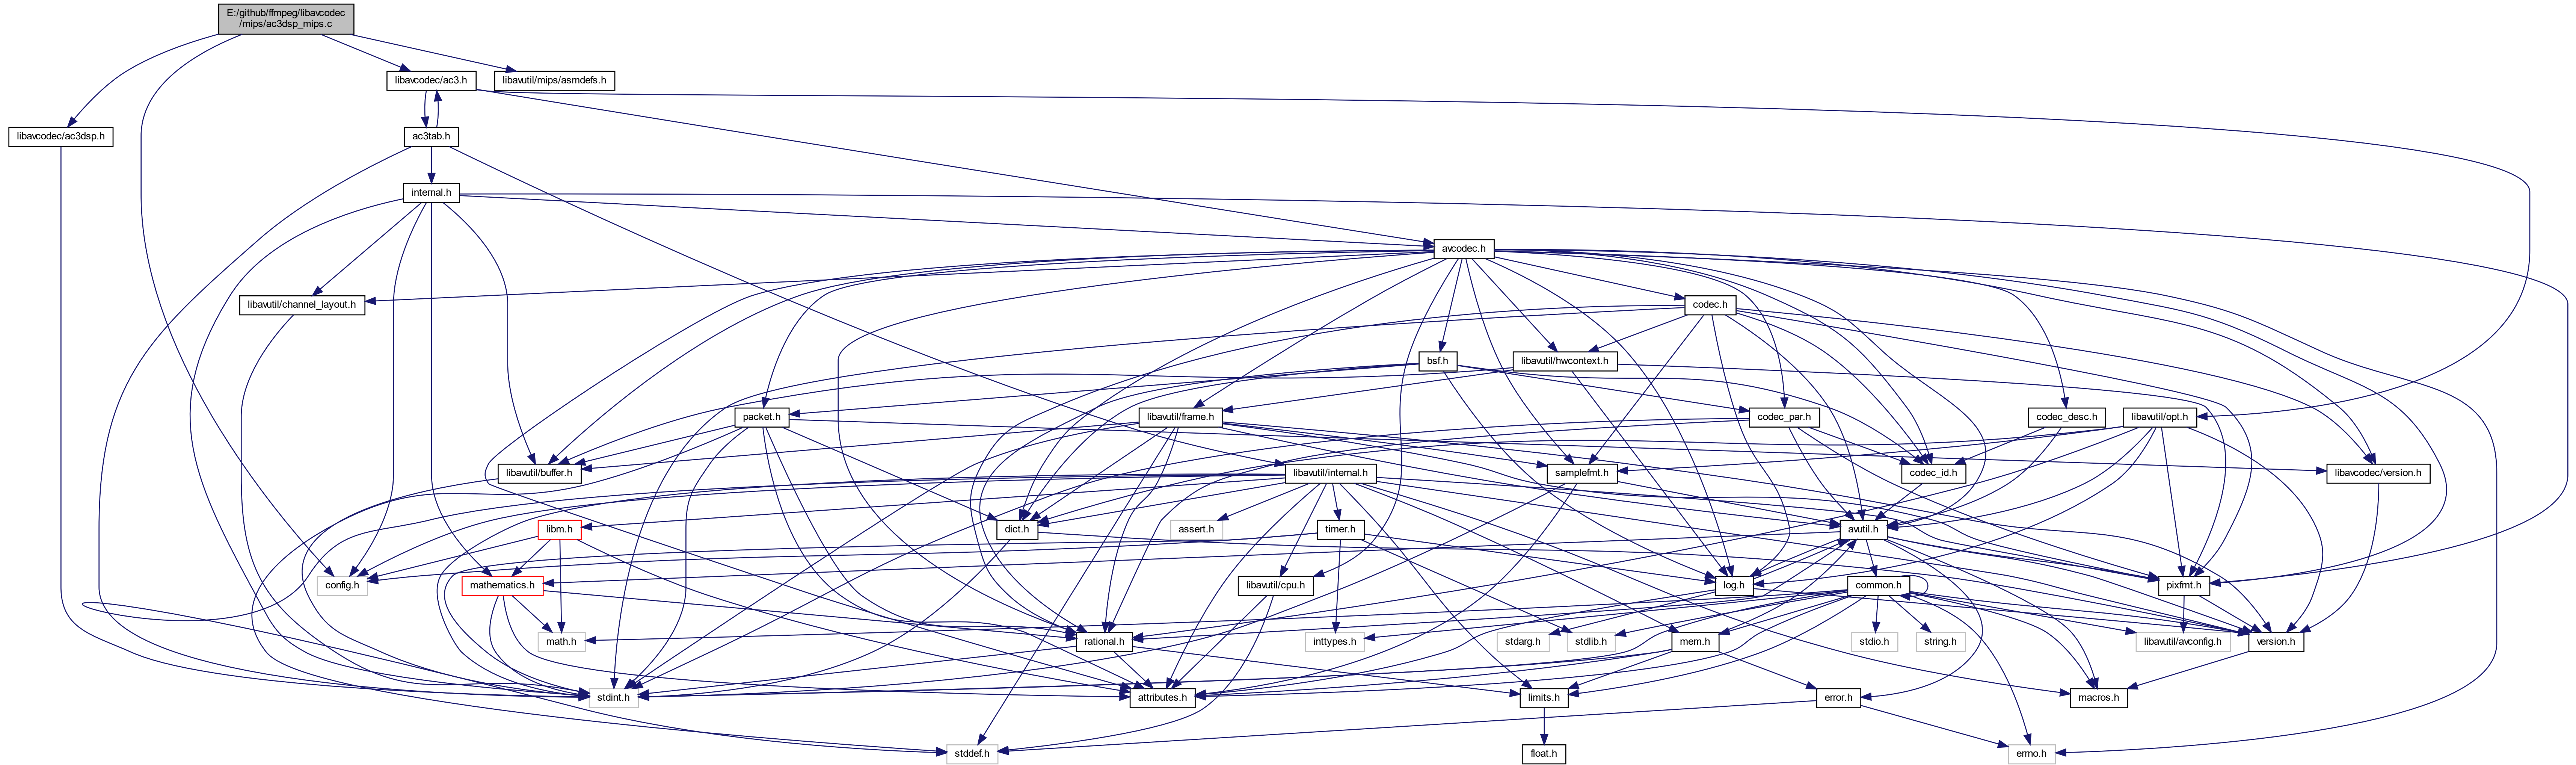 E:/github/ffmpeg/libavcodec
/mips/ac3dsp_mips.c
libavcodec/ac3.h
libavutil/mips/asmdefs.h
libavcodec/ac3dsp.h
ac3tab.h
internal.h
avcodec.h
libavutil/channel_layout.h
codec.h
bsf.h
libavutil/hwcontext.h
packet.h
libavutil/frame.h
codec_par.h
codec_desc.h
libavutil/opt.h
libavutil/buffer.h
libavutil/internal.h
samplefmt.h
codec_id.h
libavcodec/version.h
libm.h
dict.h
assert.h
timer.h
avutil.h
config.h
mathematics.h
libavutil/cpu.h
log.h
common.h
pixfmt.h
math.h
rational.h
inttypes.h
stdarg.h
stdlib.h
mem.h
stdio.h
string.h
libavutil/avconfig.h
version.h
stdint.h
attributes.h
limits.h
error.h
macros.h
stddef.h
float.h
errno.h